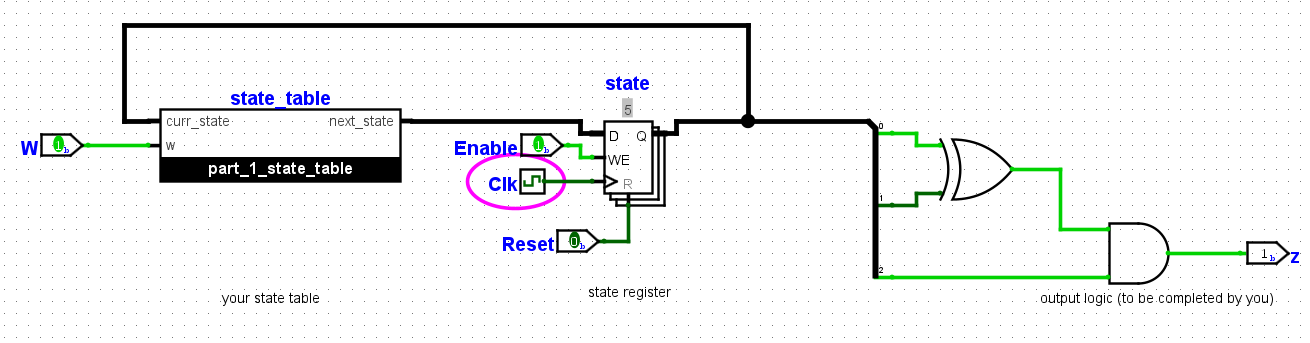 state
state_table
5
curr_state next_state
D Q
W 1 b
w
Enable 1 b
WE
part_1_state_table
Clk
R
Reset 0 b
0
1
2
1 b
z
your state table
state register
output logic (to be completed by you)